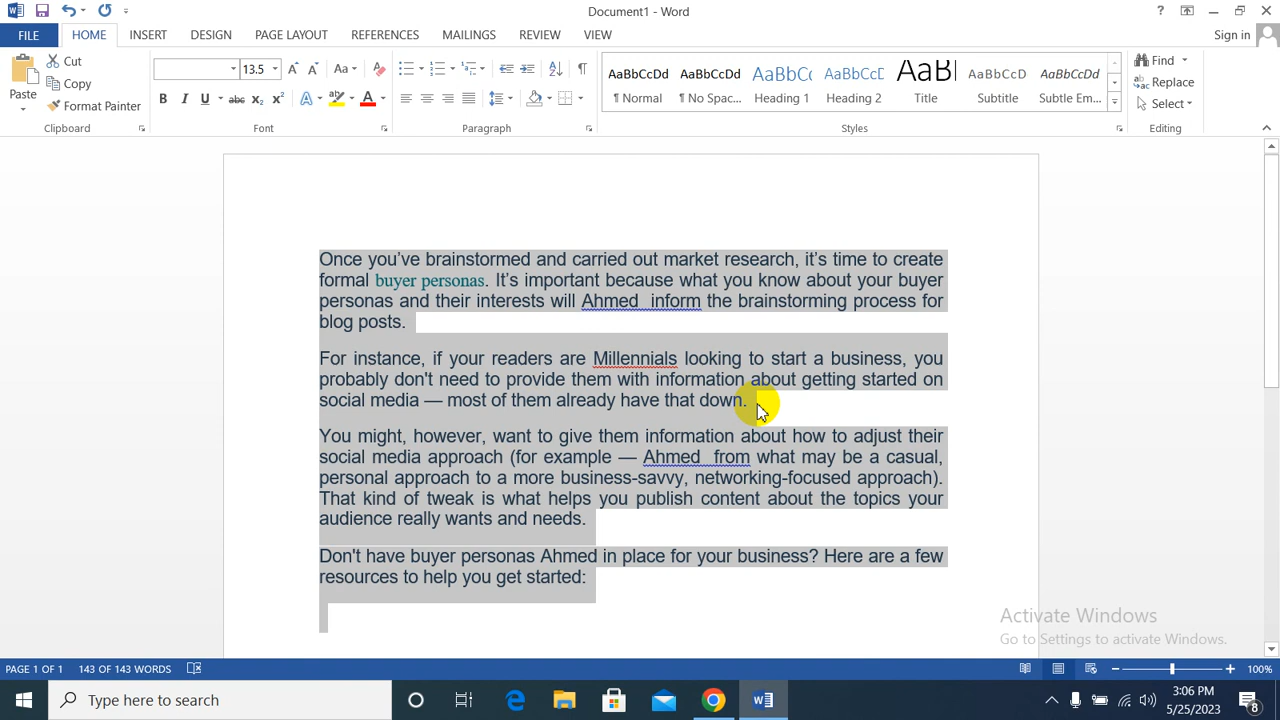 Document1 - Word
?
FILE HOME INSERT DESIGN PAGE LAYOUT REFERENCES MAILINGS REVIEW VIEW Sign in
Cut
Copy
Format Painter
Paste
Clipboard
13.5
Aa
B I U abc x₂ x² A A
Font
Paragraph
AaBbCcDd AaBbCcDd AaBbCc AaBbCcE AaBl AaBbCcD AaBbCcDd
¶ Normal ¶ No Spac... Heading 1 Heading 2 Title Subtitle Subtle Em...
Styles
Find
Replace
Select
Editing
Once you’ve brainstormed and carried out market research, it’s time to create
formal buyer personas. It’s important because what you know about your buyer
personas and their interests will Ahmed inform the brainstorming process for
blog posts.
For instance, if your readers are Millennials looking to start a business, you
probably don't need to provide them with information about getting started on
social media — most of them already have that down.
You might, however, want to give them information about how to adjust their
social media approach (for example — Ahmed from what may be a casual,
personal approach to a more business-savvy, networking-focused approach).
That kind of tweak is what helps you publish content about the topics your
audience really wants and needs.
Don't have buyer personas Ahmed in place for your business? Here are a few
resources to help you get started:
Activate Windows
Go to Settings to activate Windows.
PAGE 1 OF 1 143 OF 143 WORDS 100%
Type here to search
3:06 PM
5/25/2023
8